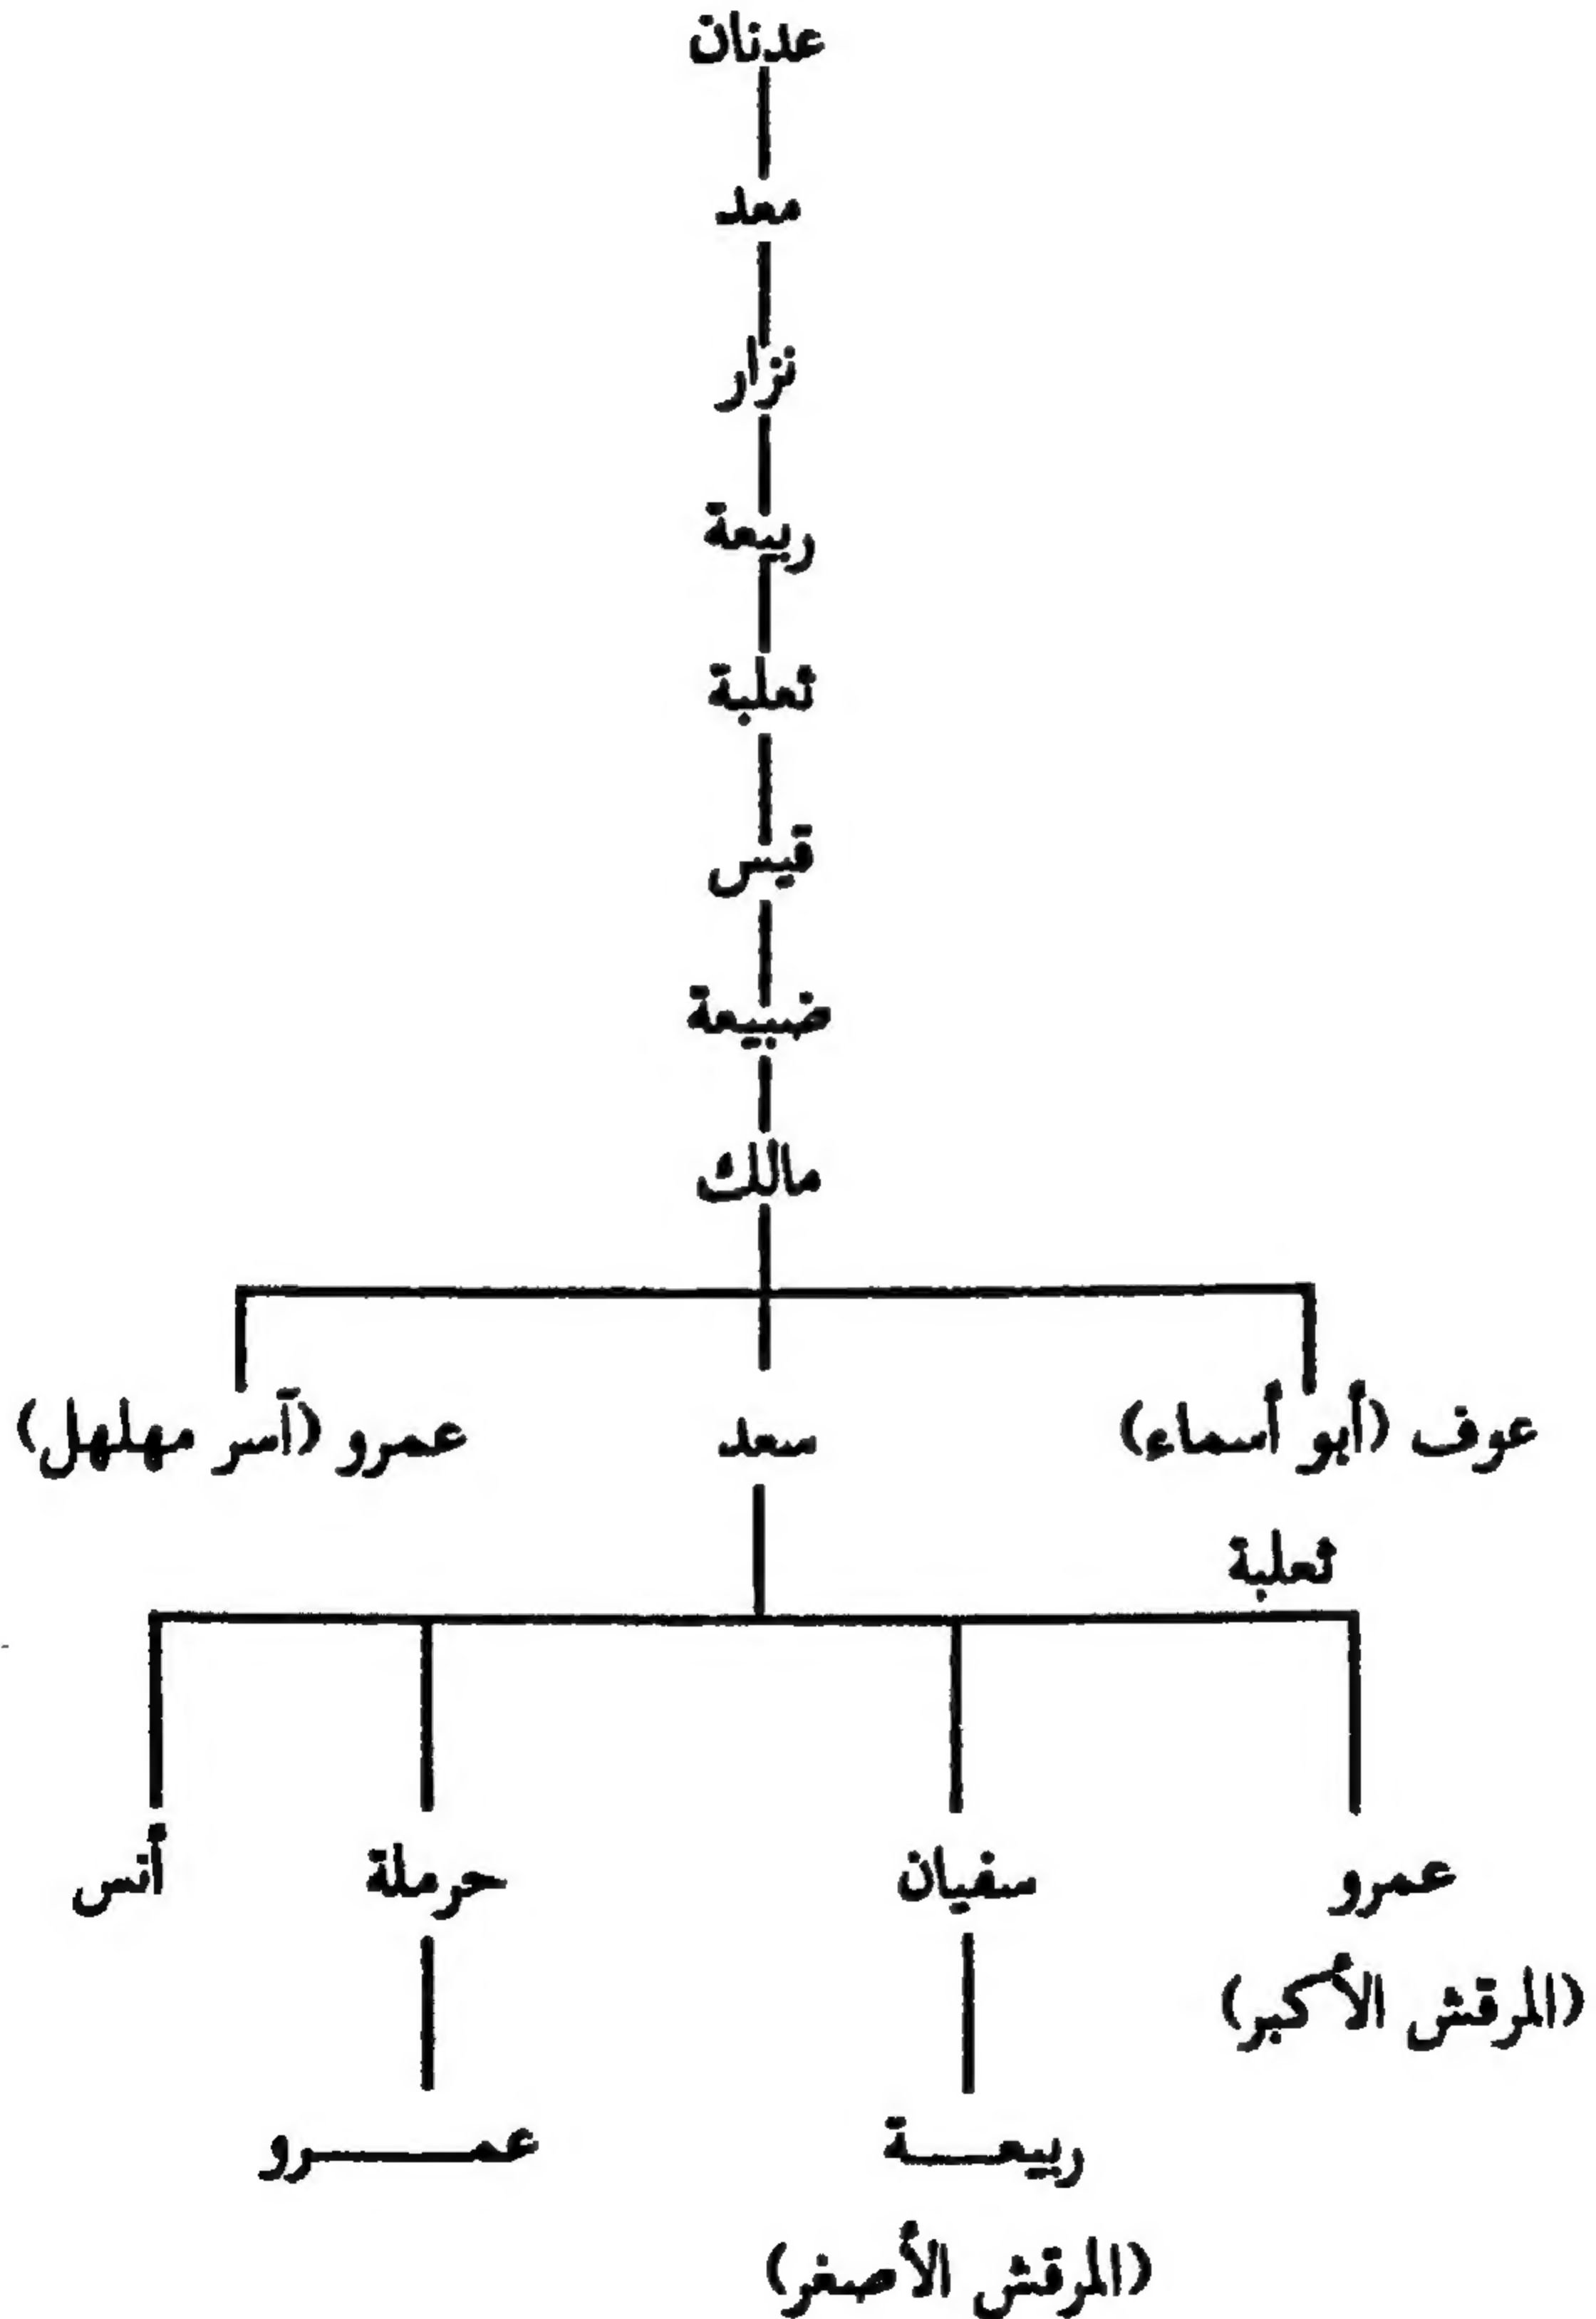 عدنان
معد
نزار
ربيعة
ثعلبة
قيس
ضبيعة
مالك
عوف (أبو أسماء) سعد عمرو (آسر مهلهل)
ثعلبة
عمرو سفيان حرملة أنس
(المرقش الأكبر)
ربيعـــة عمـــــرو
(المرقش الأصغر)